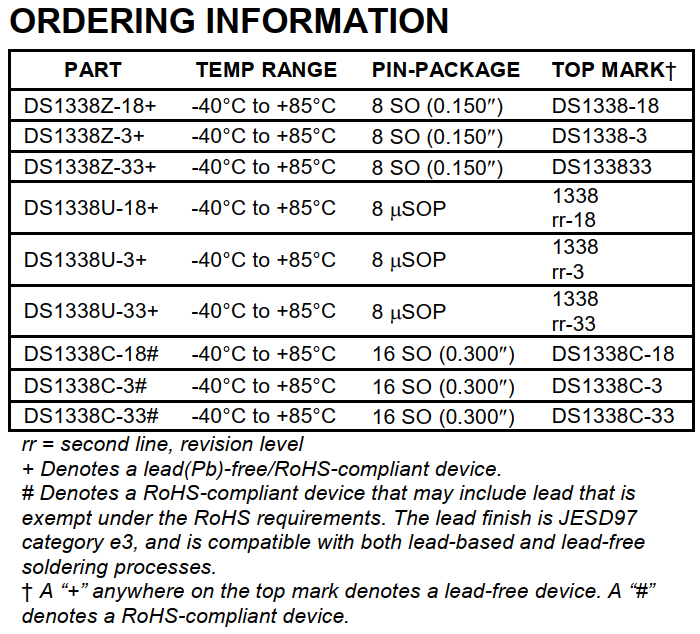 ORDERING INFORMATION
PART TEMP RANGE PIN-PACKAGE TOP MARK†
DS1338Z-18+ -40°C to +85°C 8 SO (0.150″) DS1338-18
DS1338Z-3+ -40°C to +85°C 8 SO (0.150″) DS1338-3
DS1338Z-33+ -40°C to +85°C 8 SO (0.150″) DS133833
DS1338U-18+ -40°C to +85°C 8 μSOP 1338
rr-18
DS1338U-3+ -40°C to +85°C 8 μSOP 1338
rr-3
DS1338U-33+ -40°C to +85°C 8 μSOP 1338
rr-33
DS1338C-18# -40°C to +85°C 16 SO (0.300″) DS1338C-18
DS1338C-3# -40°C to +85°C 16 SO (0.300″) DS1338C-3
DS1338C-33# -40°C to +85°C 16 SO (0.300″) DS1338C-33
rr = second line, revision level
+ Denotes a lead(Pb)-free/RoHS-compliant device.
# Denotes a RoHS-compliant device that may include lead that is
exempt under the RoHS requirements. The lead finish is JESD97
category e3, and is compatible with both lead-based and lead-free
soldering processes.
† A “+” anywhere on the top mark denotes a lead-free device. A “#”
denotes a RoHS-compliant device.